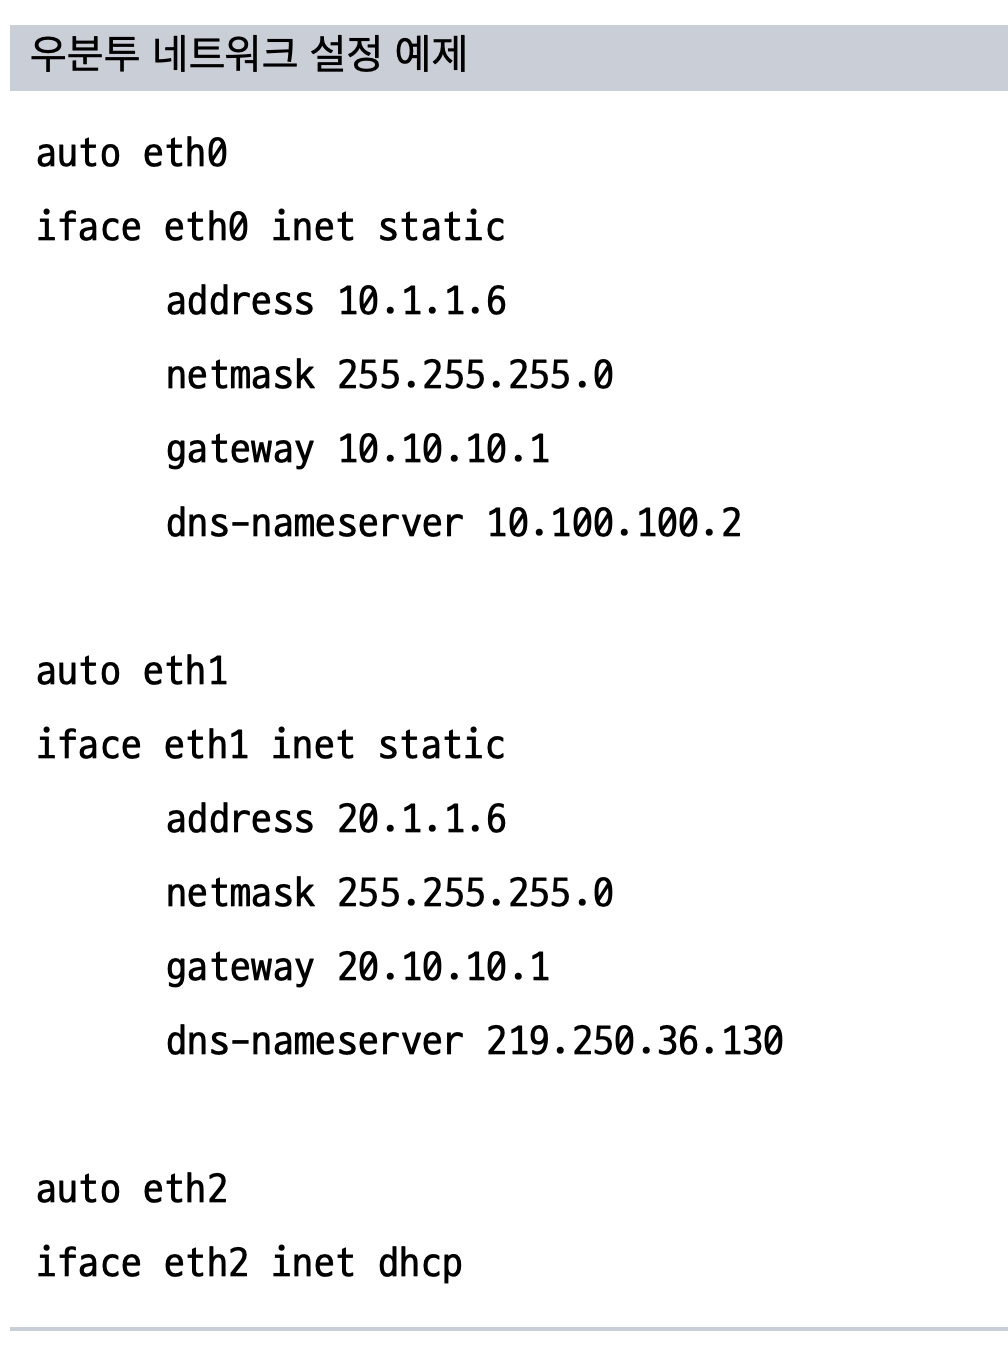 우분투 네트워크 설정 예제
auto eth0
iface eth0 inet static
address 10.1.1.6
netmask 255.255.255.0
gateway 10.10.10.1
dns-nameserver 10.100.100.2
auto eth1
iface eth1 inet static
address 20.1.1.6
netmask 255.255.255.0
gateway 20.10.10.1
dns-nameserver 219.250.36.130
auto eth2
iface eth2 inet dhcp